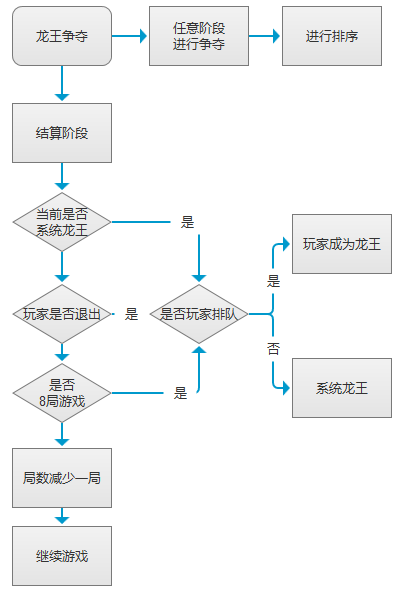 龙王争夺
任意阶段
进行争夺
进行排序
结算阶段
当前是否
系统龙王
是
玩家成为龙王
是
玩家是否退出
是
是否玩家排队
否
是否
8局游戏
是
系统龙王
局数减少一局
继续游戏